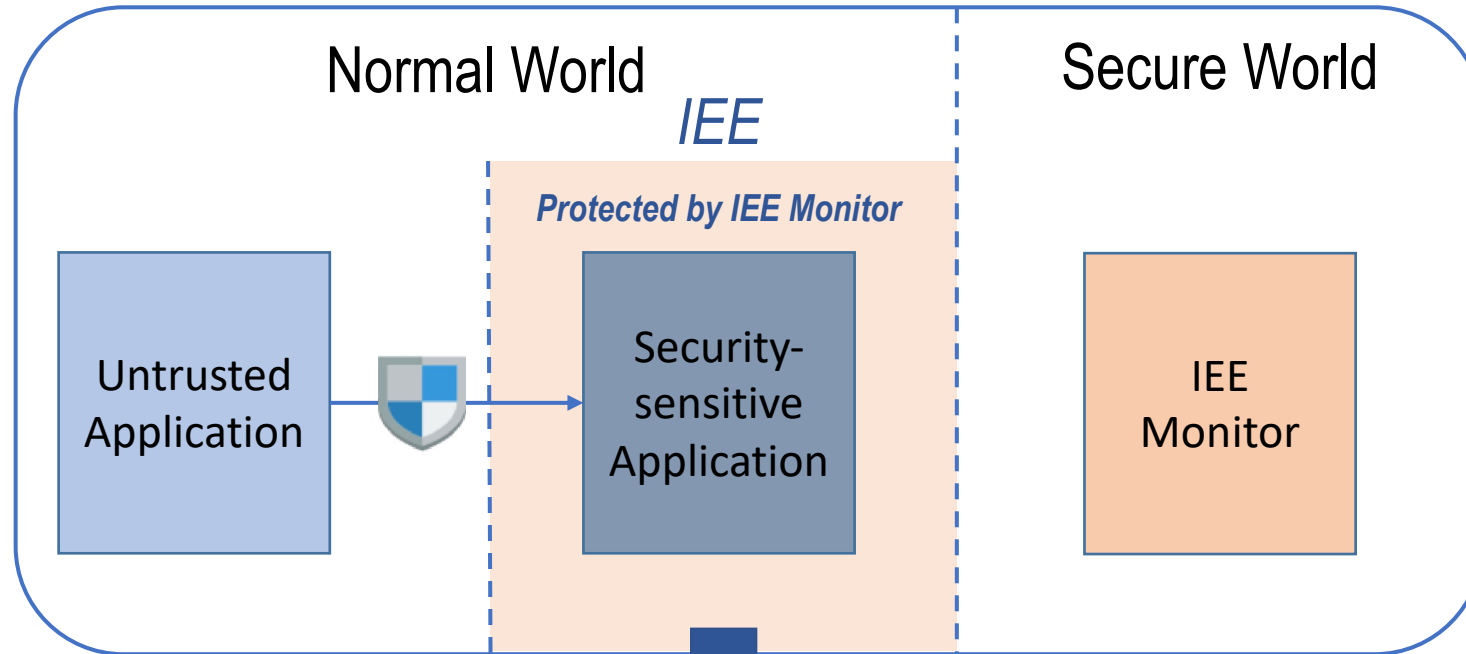 Normal World
Secure World
IEE
Protected by IEE Monitor
Untrusted
Application
Security-
sensitive
Application
IEE
Monitor